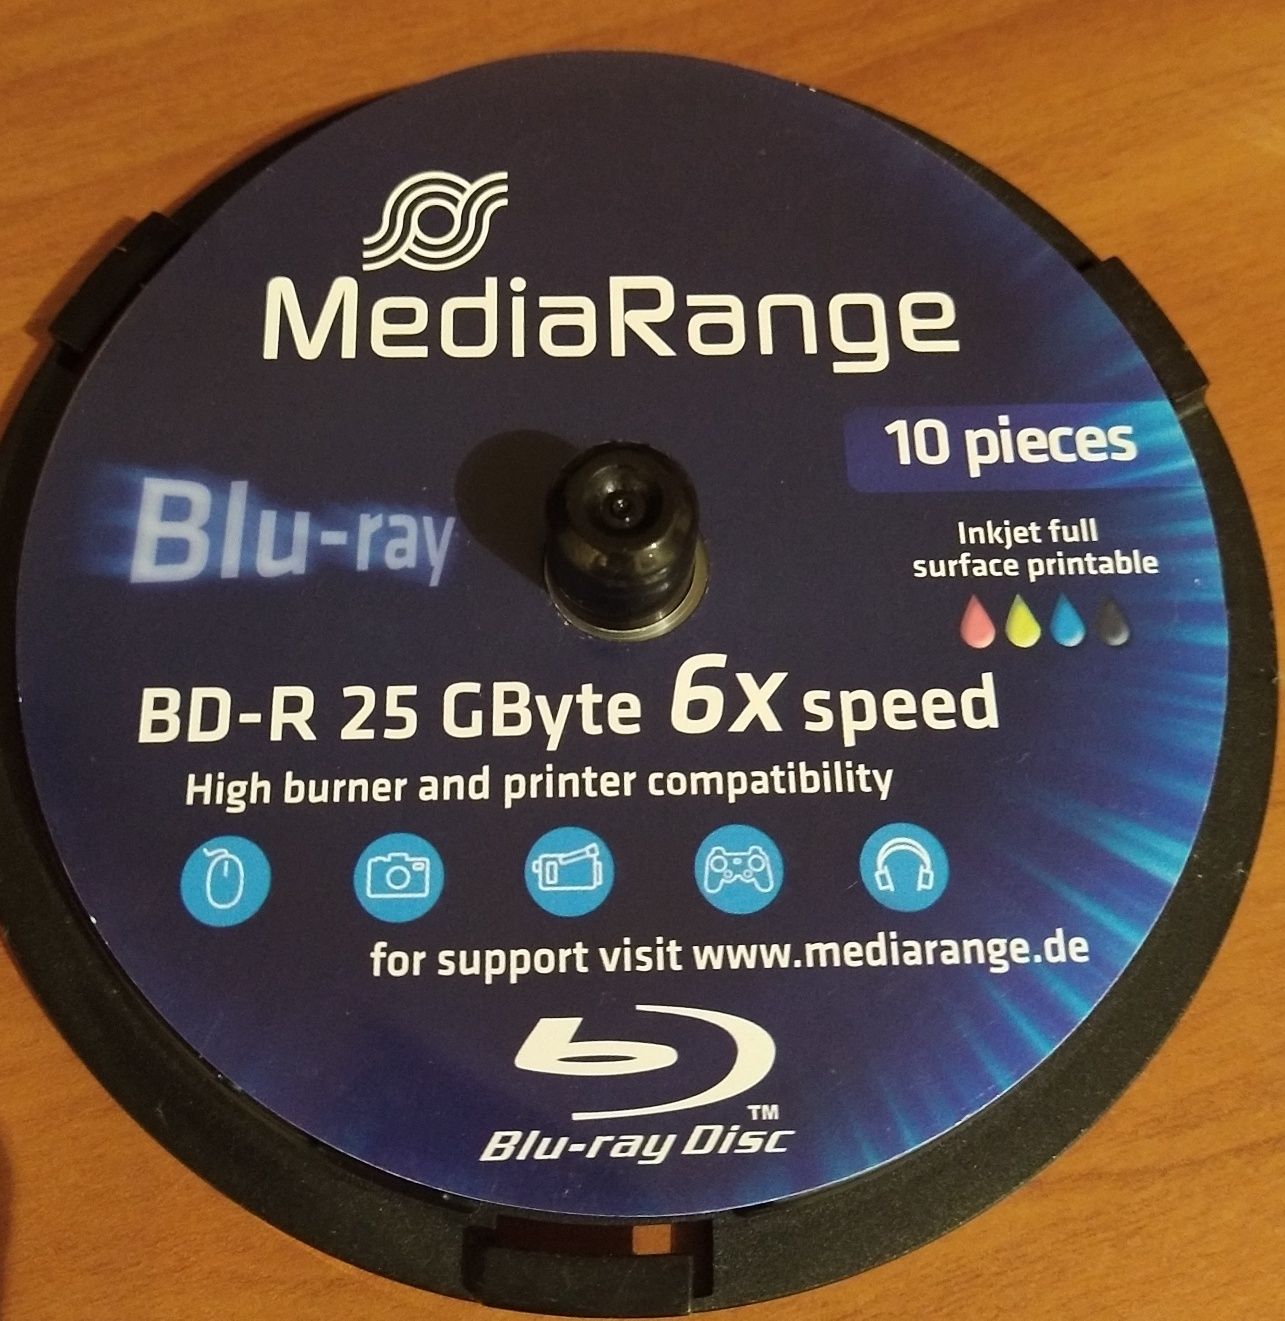 MediaRange
10 pieces
Blu-ray
Inkjet full
surface printable
BD-R 25 GByte 6x speed
High burner and printer compatibility
for support visit www.mediarange.de
TM
Blu-ray Disc